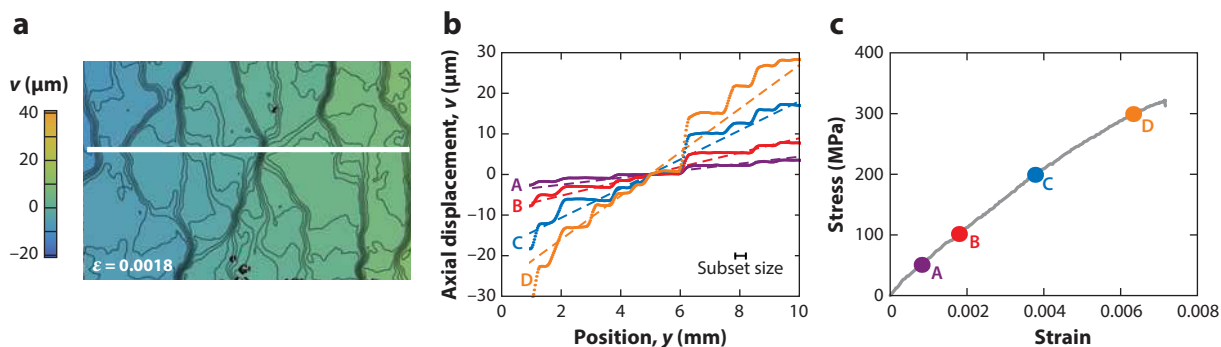 a
v (μm)
40
20
0
−20
ε = 0.0018
b
Axial displacement, v (μm)
30
20
10
0
−10
−20
−30
A
B
C
D
Subset size
0
2
4
6
8
10
Position, y (mm)
c
Stress (MPa)
400
300
200
100
0
A
B
C
D
0
0.002
0.004
0.006
0.008
Strain